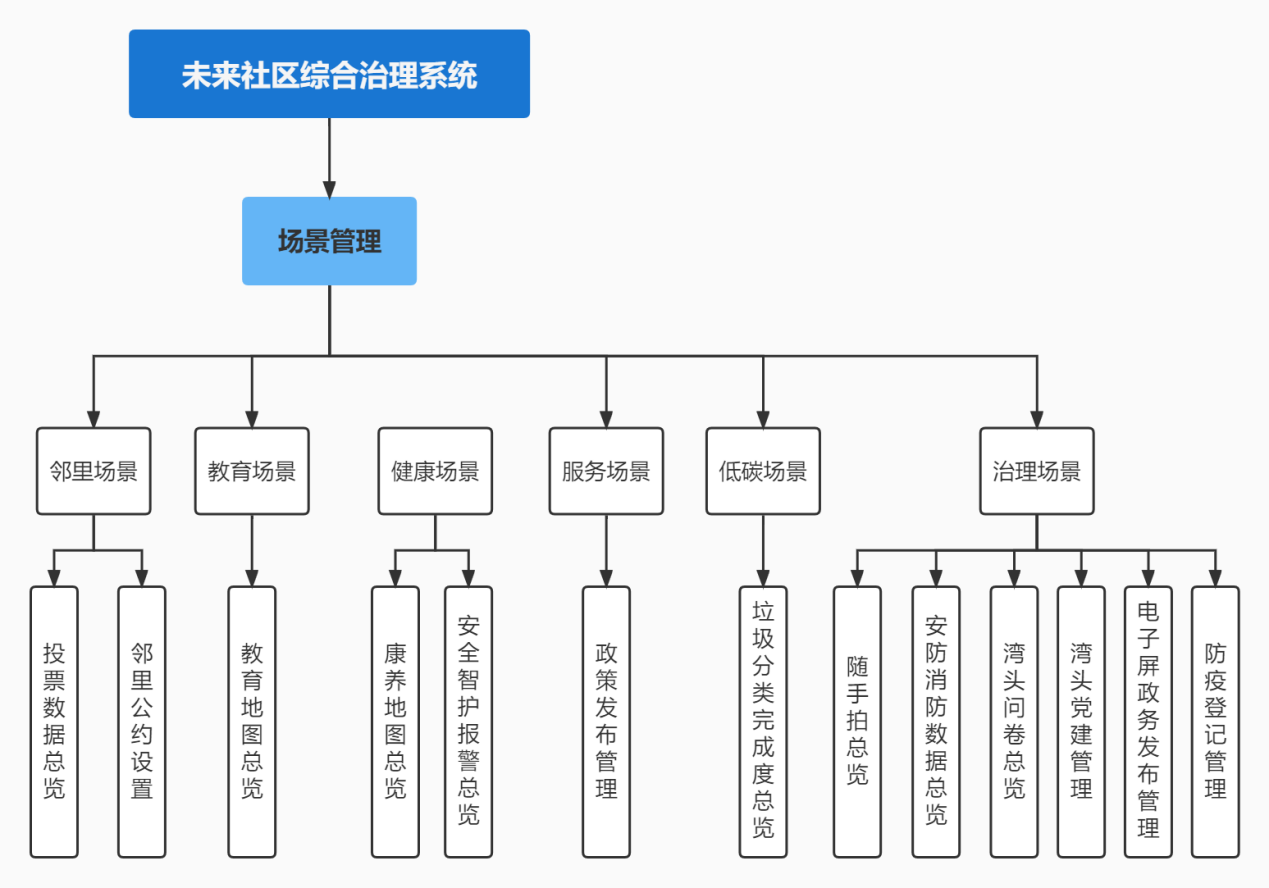 未来社区综合治理系统
场景管理
邻里场景
教育场景
健康场景
服务场景
低碳场景
治理场景
投票数据总览
邻里公约设置
教育地图总览
康养地图总览
安全智护报警总览
政策发布管理
垃圾分类完成度总览
随手拍总览
安防消防数据总览
湾头问卷总览
湾头党建管理
电子屏政务发布管理
防疫登记管理